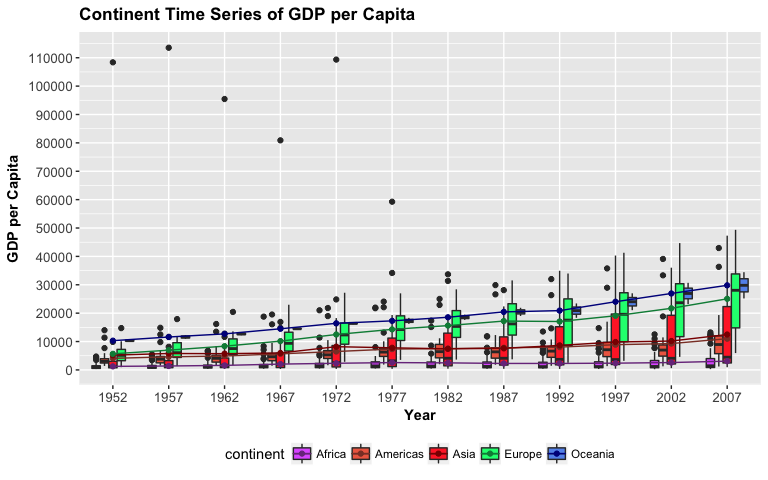 Continent Time Series of GDP per Capita
110000
100000
90000
80000
70000
60000
50000
40000
30000
20000
10000
0
GDP per Capita
1952 1957 1962 1967 1972 1977 1982 1987 1992 1997 2002 2007
Year
continent Africa Americas Asia Europe Oceania